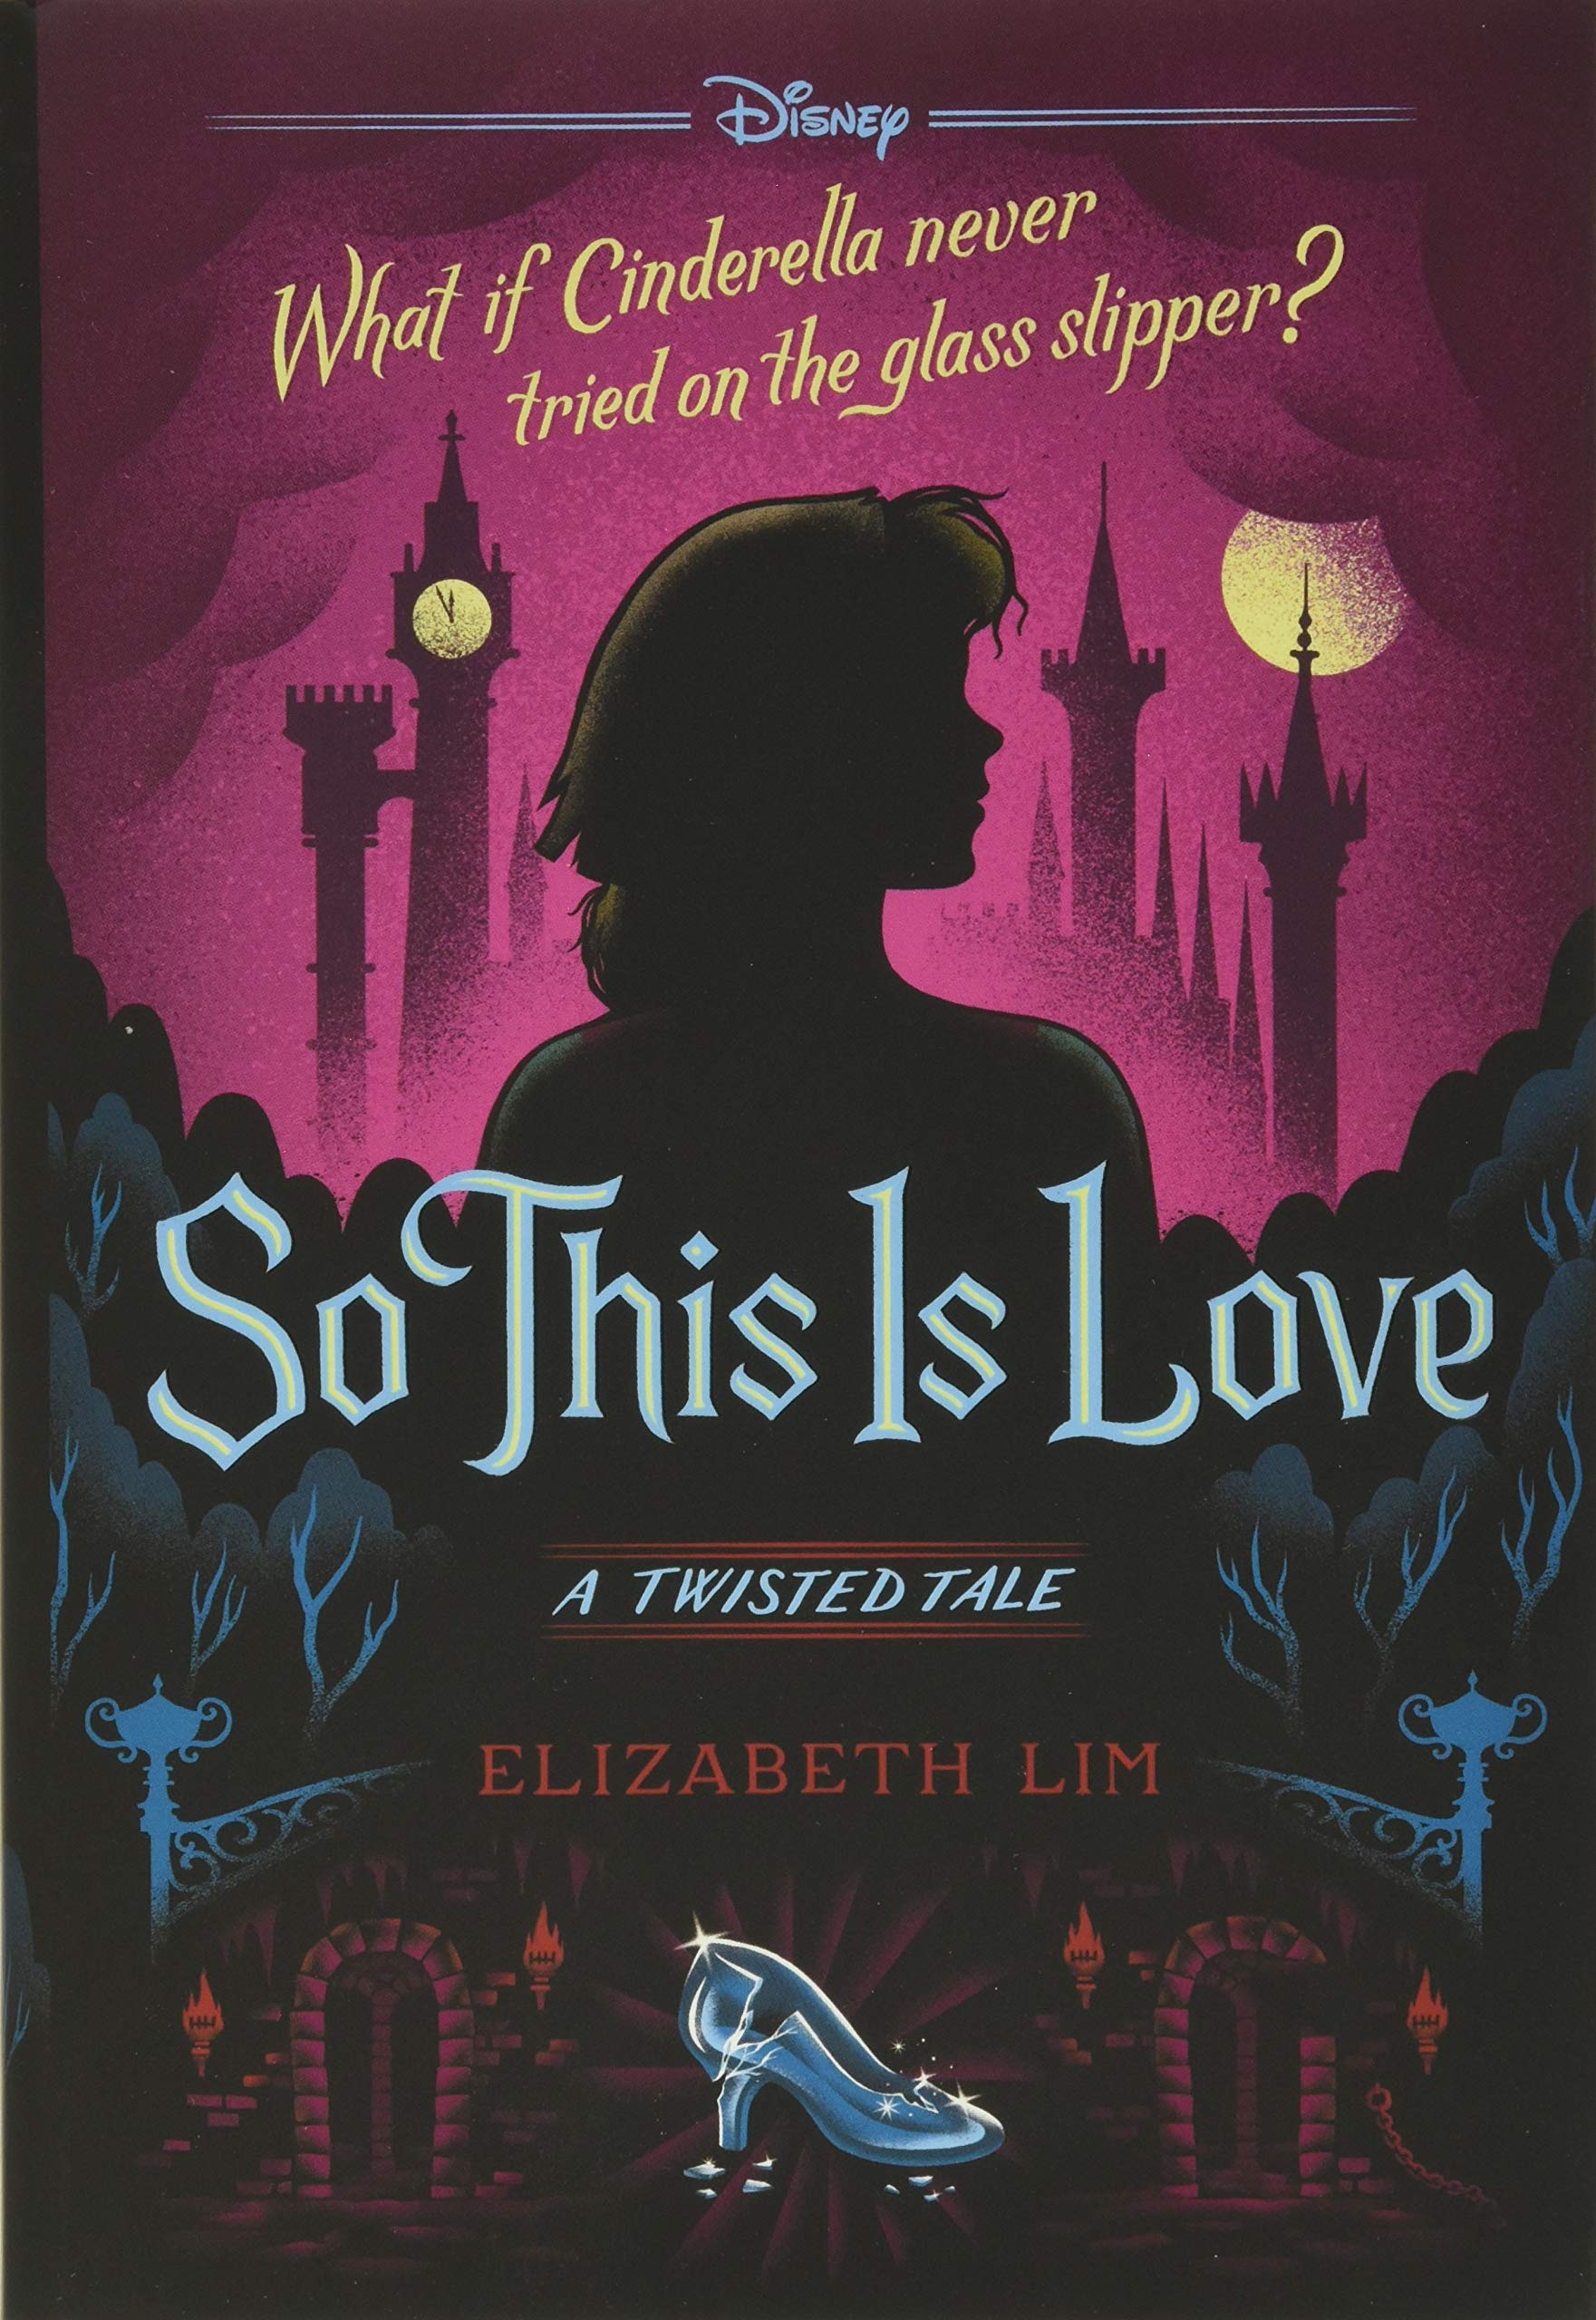 Disney
What if Cinderella never
tried on the glass slipper?
So This Is Love
A TWISTED TALE
ELIZABETH LIM